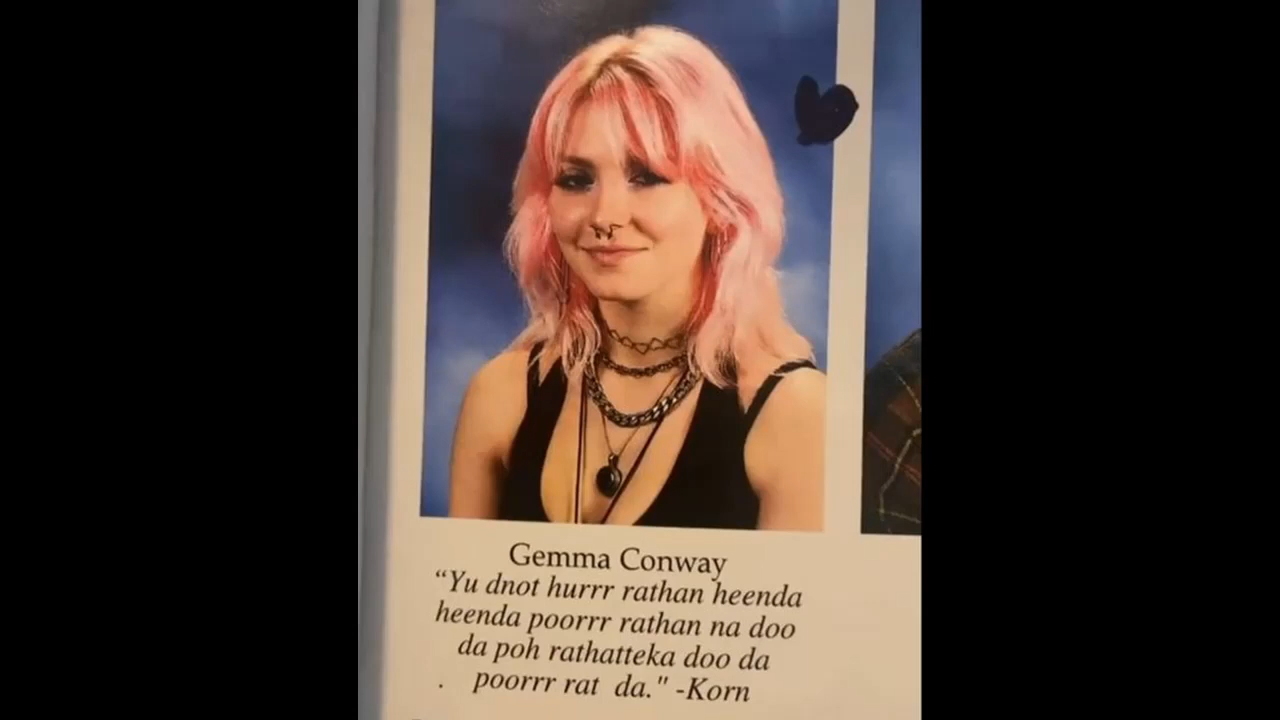 Gemma Conway
“Yu dnot hurrr rathan heenda
heenda poorrr rathan na doo
da poh rathatteka doo da
. poorrr rat da." -Korn